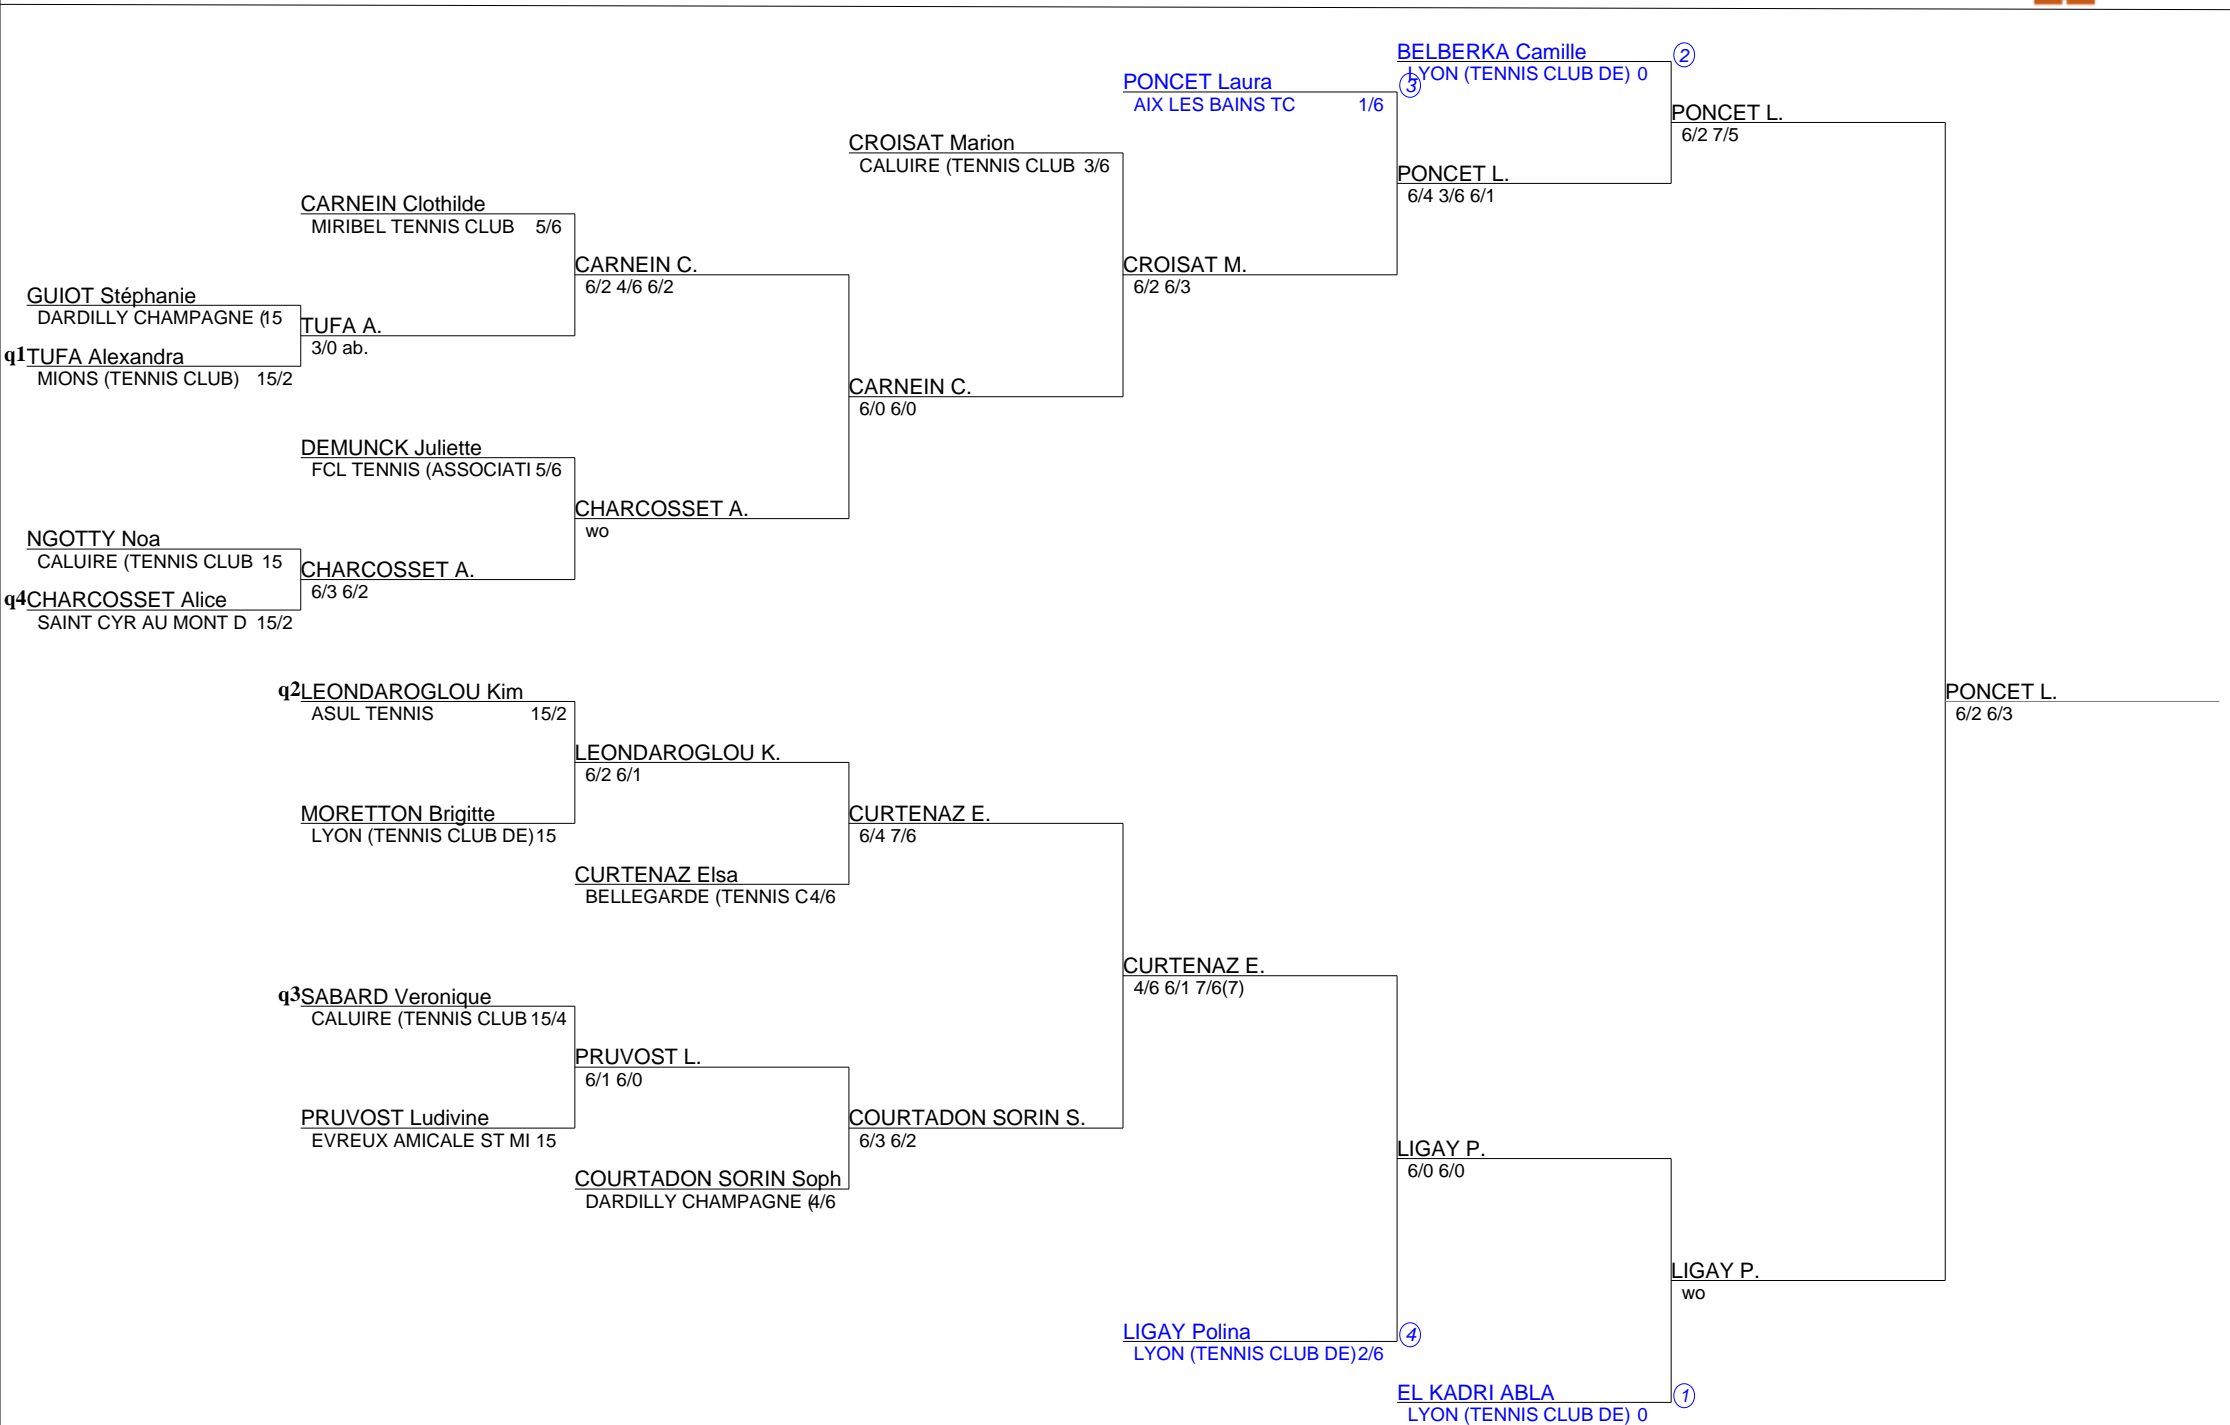 BELBERKA Camille 2
LYON (TENNIS CLUB DE) 0
PONCET Laura 3
AIX LES BAINS TC 1/6
PONCET L.
6/2 7/5
CROISAT Marion
CALUIRE (TENNIS CLUB 3/6
PONCET L.
6/4 3/6 6/1
CARNEIN Clothilde
MIRIBEL TENNIS CLUB 5/6
CARNEIN C.
6/2 4/6 6/2
CROISAT M.
6/2 6/3
GUIOT Stéphanie
DARDILLY CHAMPAGNE (15
TUFA A.
3/0 ab.
q1 TUFA Alexandra
MIONS (TENNIS CLUB) 15/2
CARNEIN C.
6/0 6/0
DEMUNCK Juliette
FCL TENNIS (ASSOCIATI 5/6
CHARCOSSET A.
wo
NGOTTY Noa
CALUIRE (TENNIS CLUB 15
CHARCOSSET A.
6/3 6/2
q4 CHARCOSSET Alice
SAINT CYR AU MONT D 15/2
q2 LEONDAROGLOU Kim
ASUL TENNIS 15/2
PONCET L.
6/2 6/3
LEONDAROGLOU K.
6/2 6/1
MORETTON Brigitte
LYON (TENNIS CLUB DE) 15
CURTENAZ E.
6/4 7/6
CURTENAZ Elsa
BELLEGARDE (TENNIS C 4/6
CURTENAZ E.
4/6 6/1 7/6(7)
q3 SABARD Veronique
CALUIRE (TENNIS CLUB 15/4
PRUVOST L.
6/1 6/0
PRUVOST Ludivine
EVREUX AMICALE ST MI 15
COURTADON SORIN S.
6/3 6/2
LIGAY P.
6/0 6/0
COURTADON SORIN Soph
DARDILLY CHAMPAGNE (4/6
LIGAY P.
wo
LIGAY Polina 4
LYON (TENNIS CLUB DE) 2/6
EL KADRI ABLA 1
LYON (TENNIS CLUB DE) 0